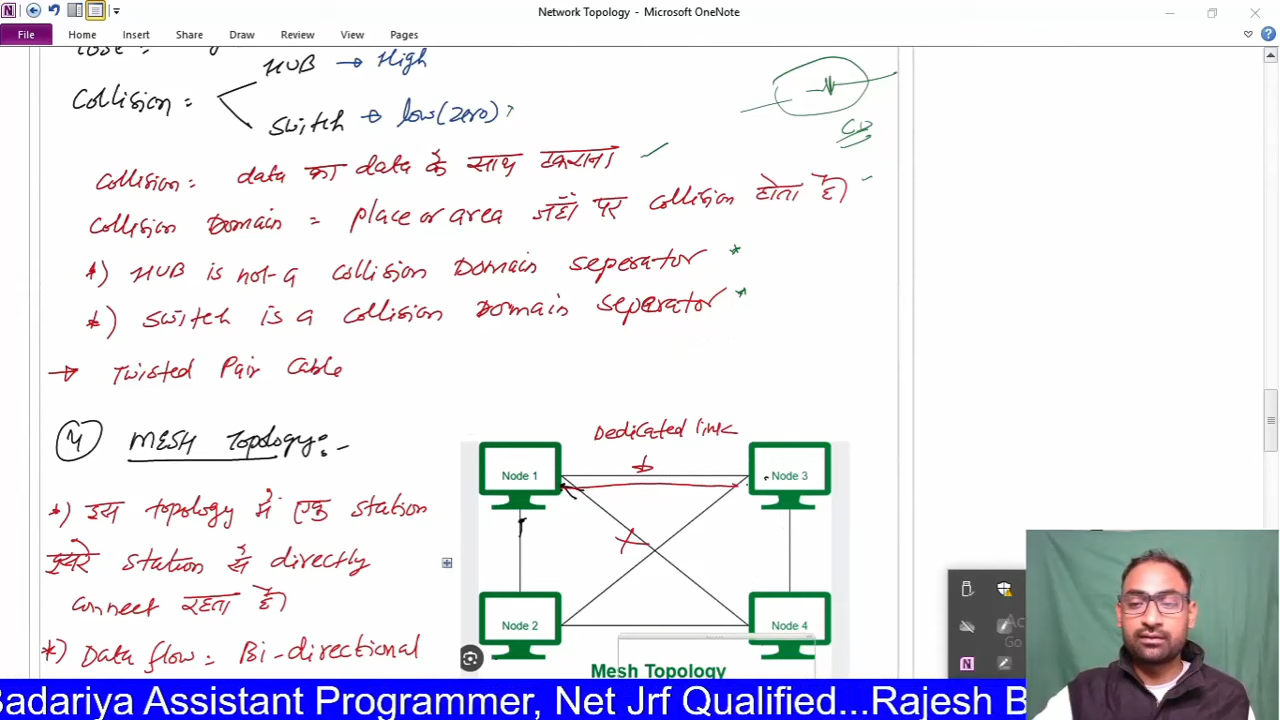 Network Topology - Microsoft OneNote
File Home Insert Share Draw Review View Pages
HUB → High
Collision =
Switch → low (zero)
CD
Collision = data का data के साथ टकराना।
Collision Domain = place or area जहाँ पर collision होता है।
*) HUB is not a Collision Domain seperator *
*) Switch is a Collision Domain seperator *
→ Twisted Pair Cable
④ MESH Topology:-
Dedicated link
Node 1
Node 3
*) इस topology में एक station
दूसरे station से directly
connect रहता है।
Node 2
Node 4
*) Data flow = Bi-directional
Mesh Topology
Badariya Assistant Programmer, Net Jrf Qualified...Rajesh B